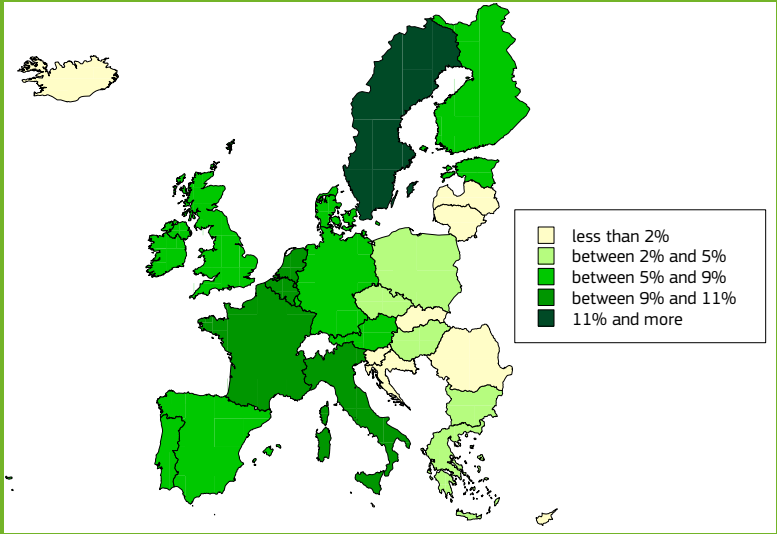 less than 2%
between 2% and 5%
between 5% and 9%
between 9% and 11%
11% and more